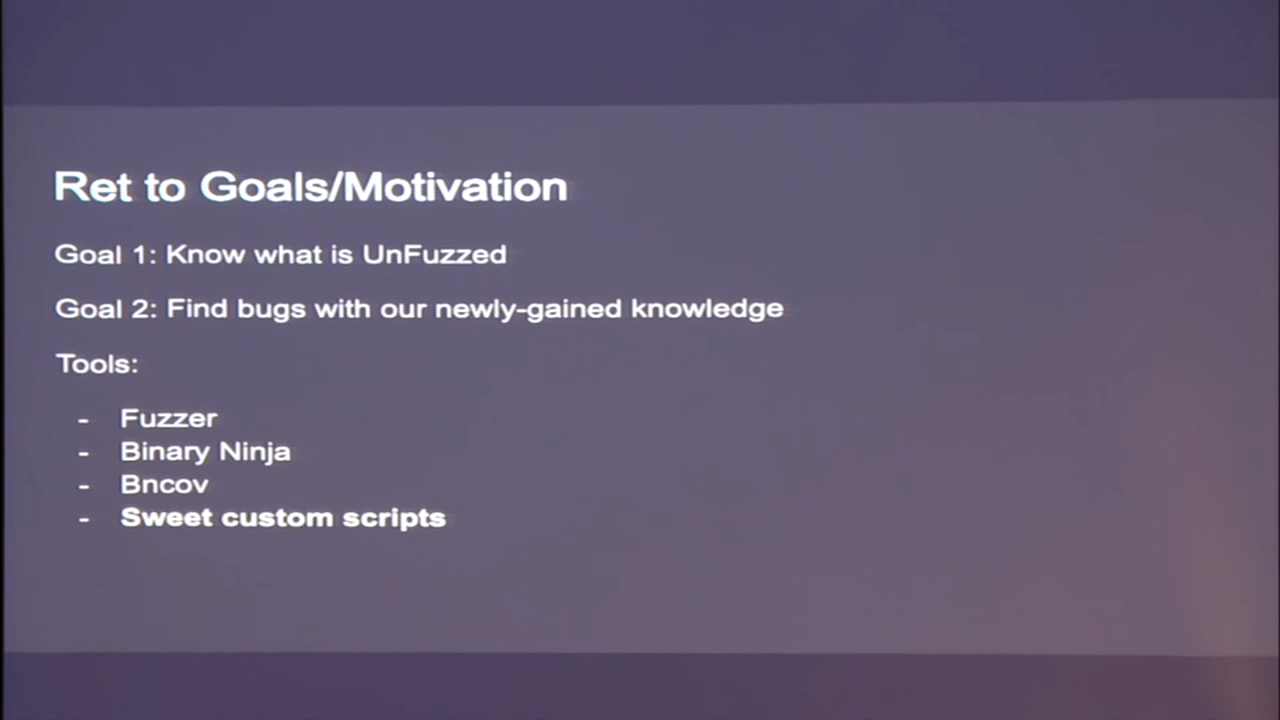 Ret to Goals/Motivation
Goal 1: Know what is UnFuzzed
Goal 2: Find bugs with our newly-gained knowledge
Tools:
- Fuzzer
- Binary Ninja
- Bncov
- Sweet custom scripts